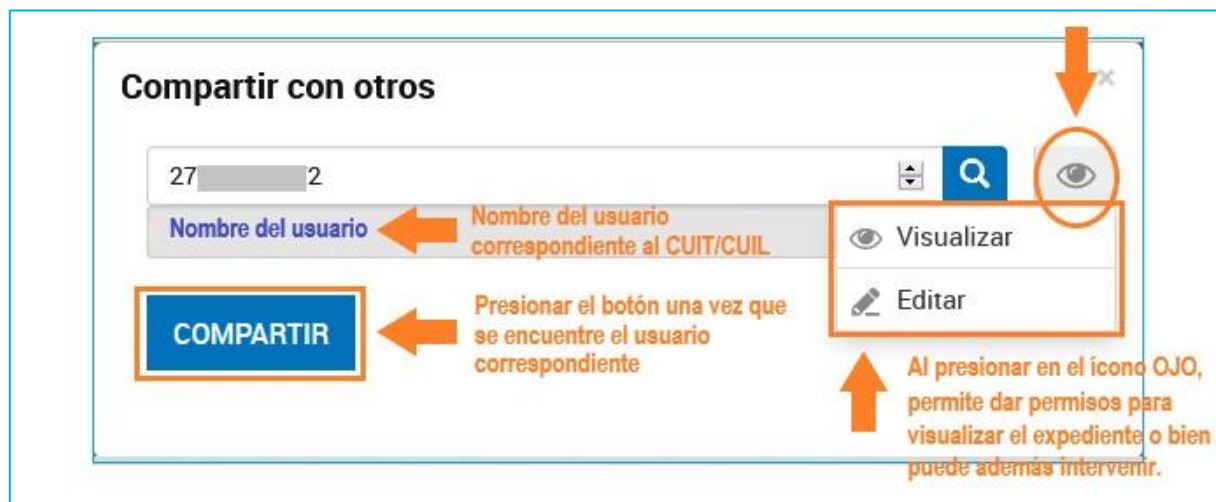 Compartir con otros
×
27 2
Nombre del usuario
Nombre del usuario
correspondiente al CUIT/CUIL
Visualizar
Editar
COMPARTIR
Presionar el botón una vez que
se encuentre el usuario
correspondiente
Al presionar en el ícono OJO,
permite dar permisos para
visualizar el expediente o bien
puede además intervenir.